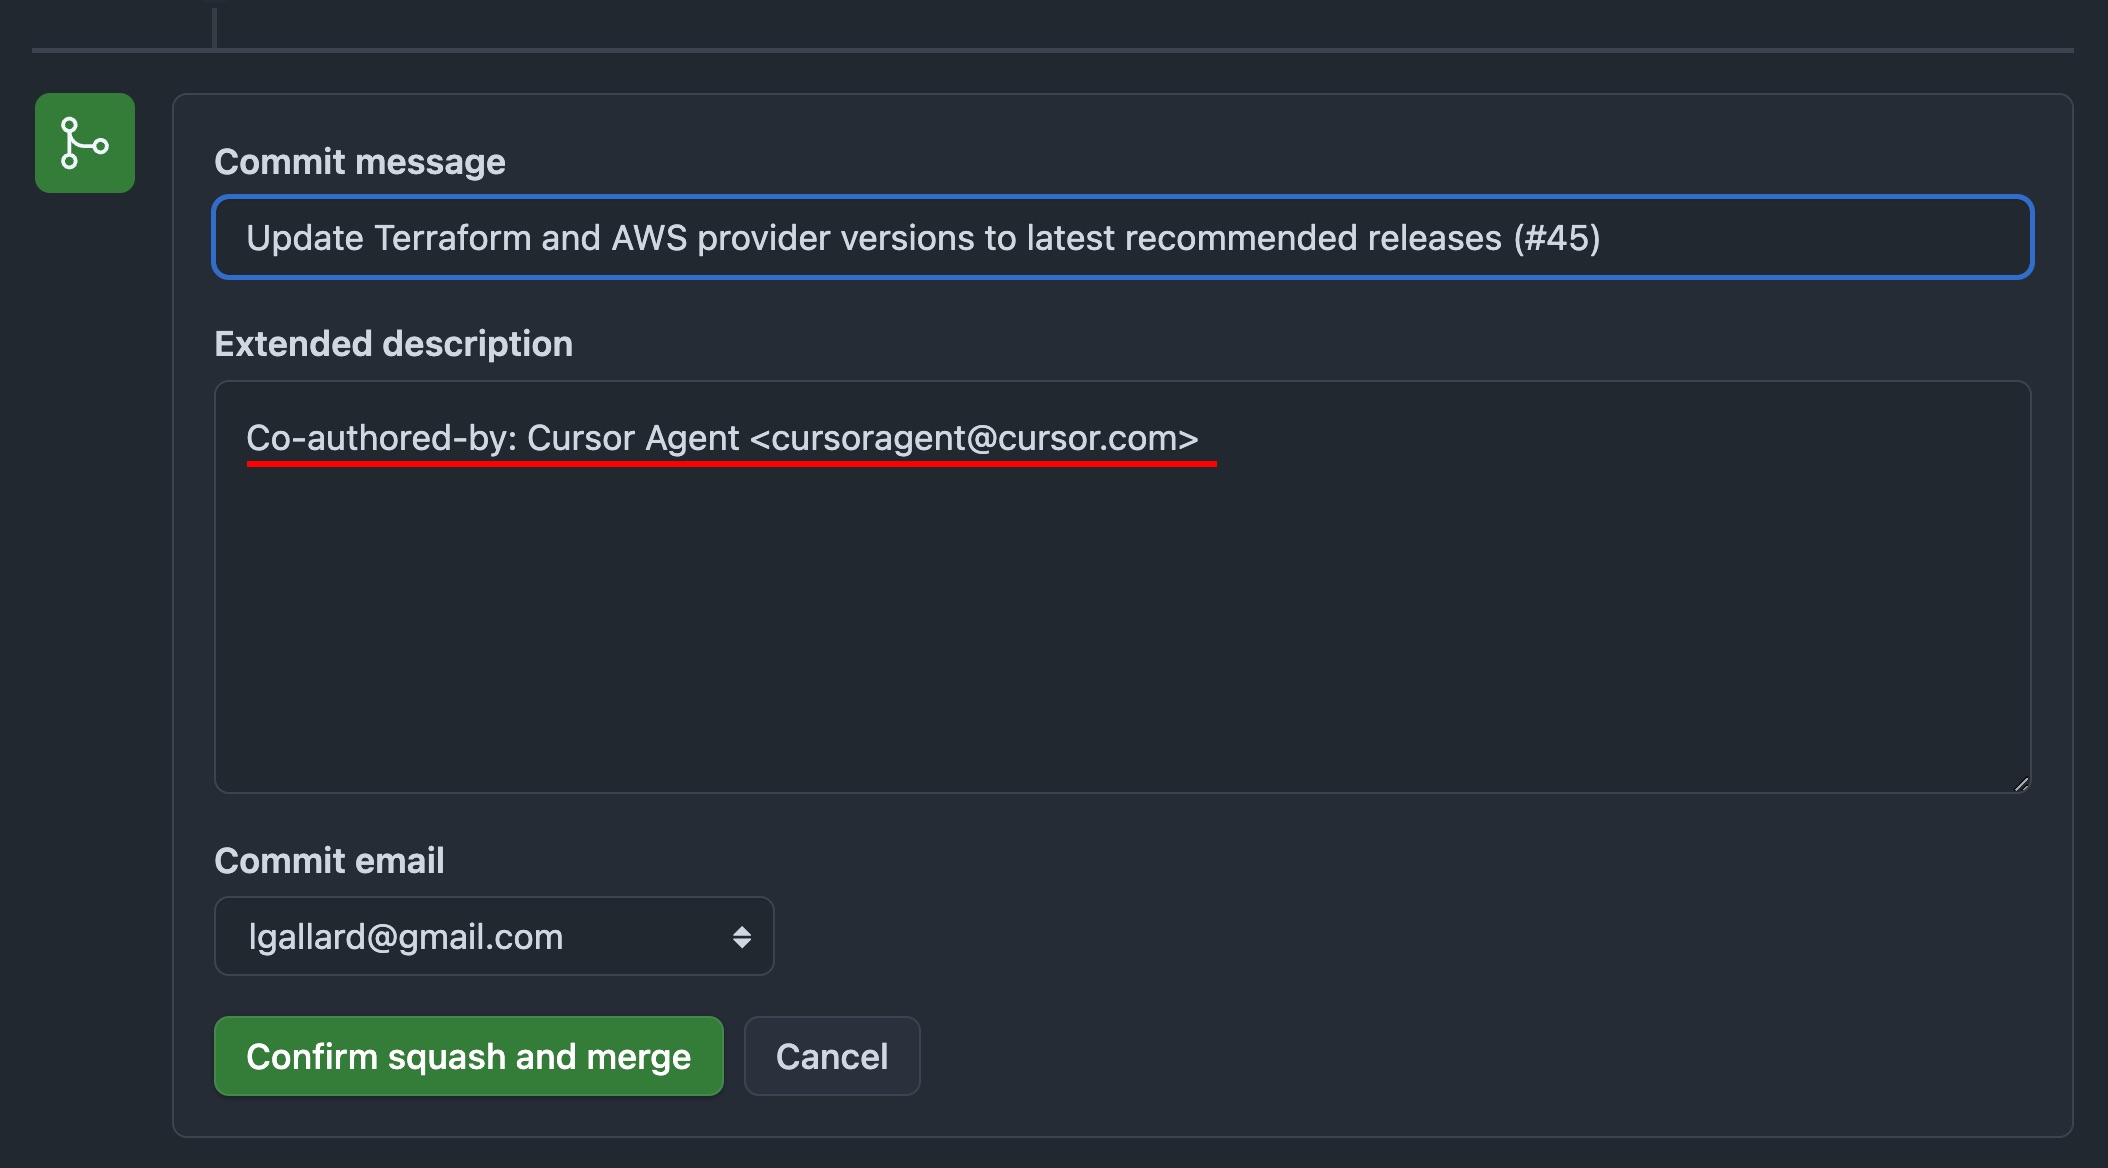 Commit message
Update Terraform and AWS provider versions to latest recommended releases (#45)
Extended description
Co-authored-by: Cursor Agent <cursoragent@cursor.com>
Commit email
lgallard@gmail.com
Confirm squash and merge
Cancel